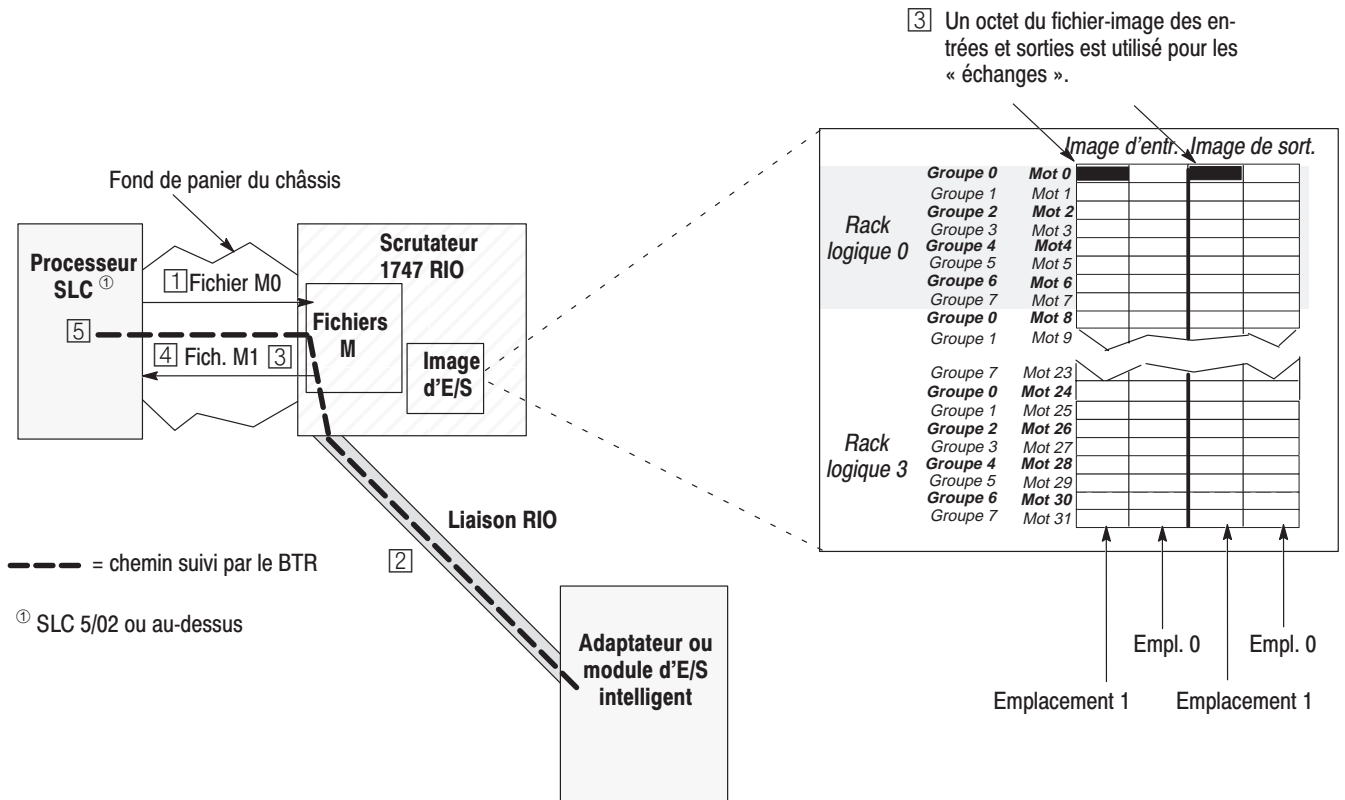 3 Un octet du fichier-image des en-
trées et sorties est utilisé pour les
« échanges ».
Fond de panier du châssis
Processeur
SLC ①
1 Fichier M0
5
4 Fich. M1 3
Scrutateur
1747 RIO
Fichiers
M
Image
d'E/S
Liaison RIO
2
= chemin suivi par le BTR
① SLC 5/02 ou au-dessus
Adaptateur ou
module d'E/S
intelligent
Image d'entr. Image de sort.
Rack
logique 0
Groupe 0 Mot 0
Groupe 1 Mot 1
Groupe 2 Mot 2
Groupe 3 Mot 3
Groupe 4 Mot4
Groupe 5 Mot 5
Groupe 6 Mot 6
Groupe 7 Mot 7
Groupe 0 Mot 8
Groupe 1 Mot 9
Groupe 7 Mot 23
Rack
logique 3
Groupe 0 Mot 24
Groupe 1 Mot 25
Groupe 2 Mot 26
Groupe 3 Mot 27
Groupe 4 Mot 28
Groupe 5 Mot 29
Groupe 6 Mot 30
Groupe 7 Mot 31
Empl. 0 Empl. 0
Emplacement 1 Emplacement 1